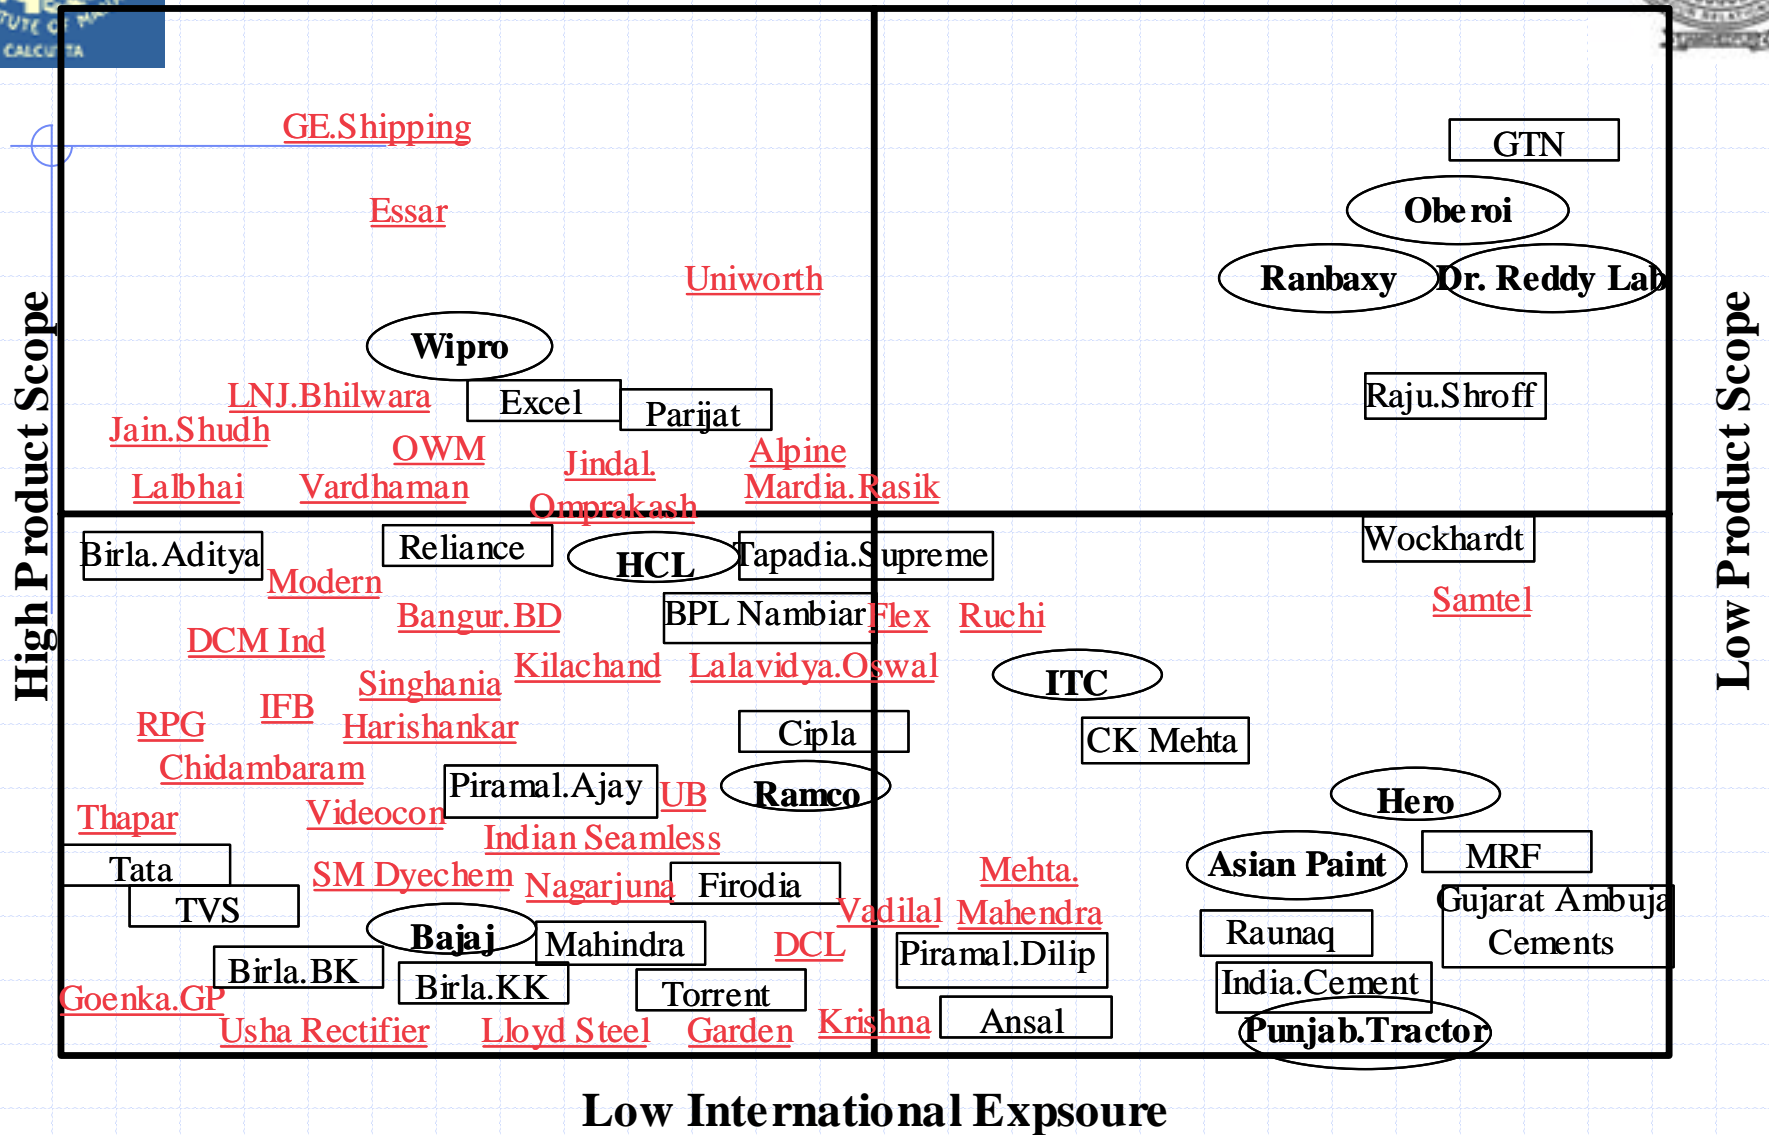 TUTE OF MA
CALCUTTA
GE.Shipping
GTN
Essar
Oberoi
Uniworth
Ranbaxy
Dr. Reddy Lab
Wipro
LNJ.Bhilwara
Excel
Parijat
Raju.Shroff
Jain.Shudh
OWM
Jindal.
Omprakash
Alpine
Lalbhai
Vardhaman
Mardia.Rasik
High Product Scope
Low Product Scope
Birla.Aditya
Reliance
HCL
Tapadia.Supreme
Wockhardt
Modern
Bangur.BD
BPL Nambiar
Flex
Ruchi
Samtel
DCM Ind
Singhania
Kilachand
Lalavidya.Oswal
ITC
IFB
RPG
Harishankar
Cipla
CK Mehta
Chidambaram
Piramal.Ajay
UB
Ramco
Hero
Thapar
Videocon
Indian Seamless
Tata
SM Dyechem
Nagarjuna
Firodia
Mehta.
Mahendra
Asian Paint
MRF
TVS
Vadilal
Gujarat Ambuja
Cements
Bajaj
Mahindra
DCL
Piramal.Dilip
Raunaq
Birla.BK
Birla.KK
Torrent
India.Cement
Goenka.GP
Usha Rectifier
Lloyd Steel
Garden
Krishna
Ansal
Punjab.Tractor
Low International Expsoure